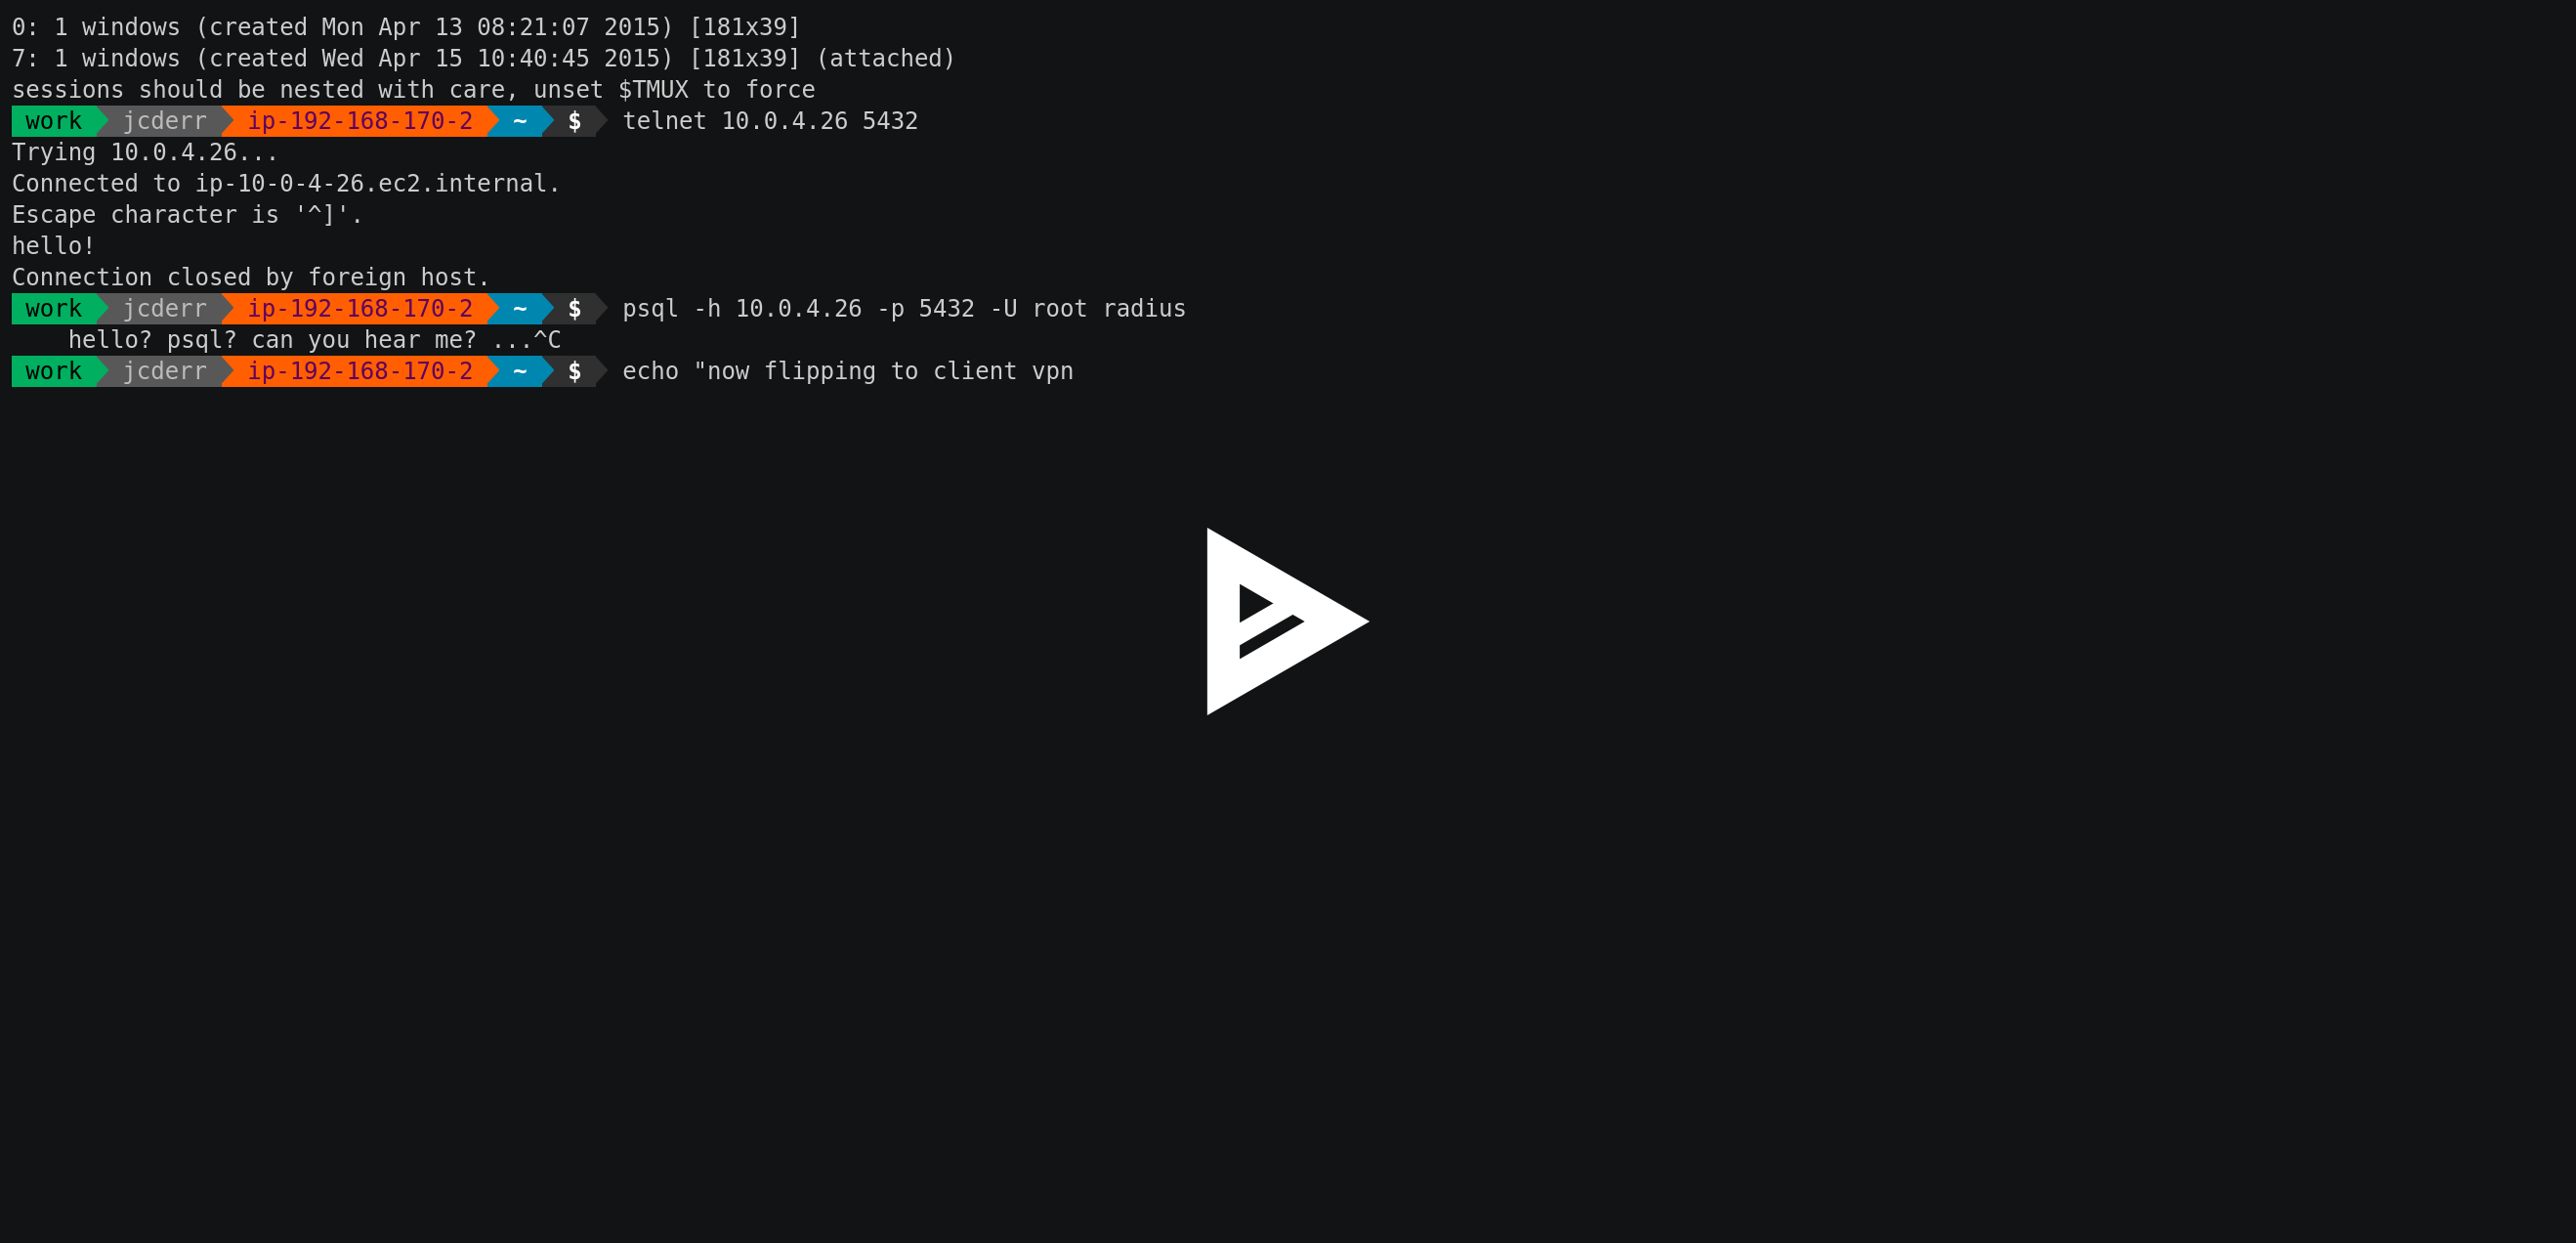 0: 1 windows (created Mon Apr 13 08:21:07 2015) [181x39]
7: 1 windows (created Wed Apr 15 10:40:45 2015) [181x39] (attached)
sessions should be nested with care, unset $TMUX to force
work jcderr ip-192-168-170-2 ~ $ telnet 10.0.4.26 5432
Trying 10.0.4.26...
Connected to ip-10-0-4-26.ec2.internal.
Escape character is '^]'.
hello!
Connection closed by foreign host.
work jcderr ip-192-168-170-2 ~ $ psql -h 10.0.4.26 -p 5432 -U root radius
    hello? psql? can you hear me? ...^C
work jcderr ip-192-168-170-2 ~ $ echo "now flipping to client vpn